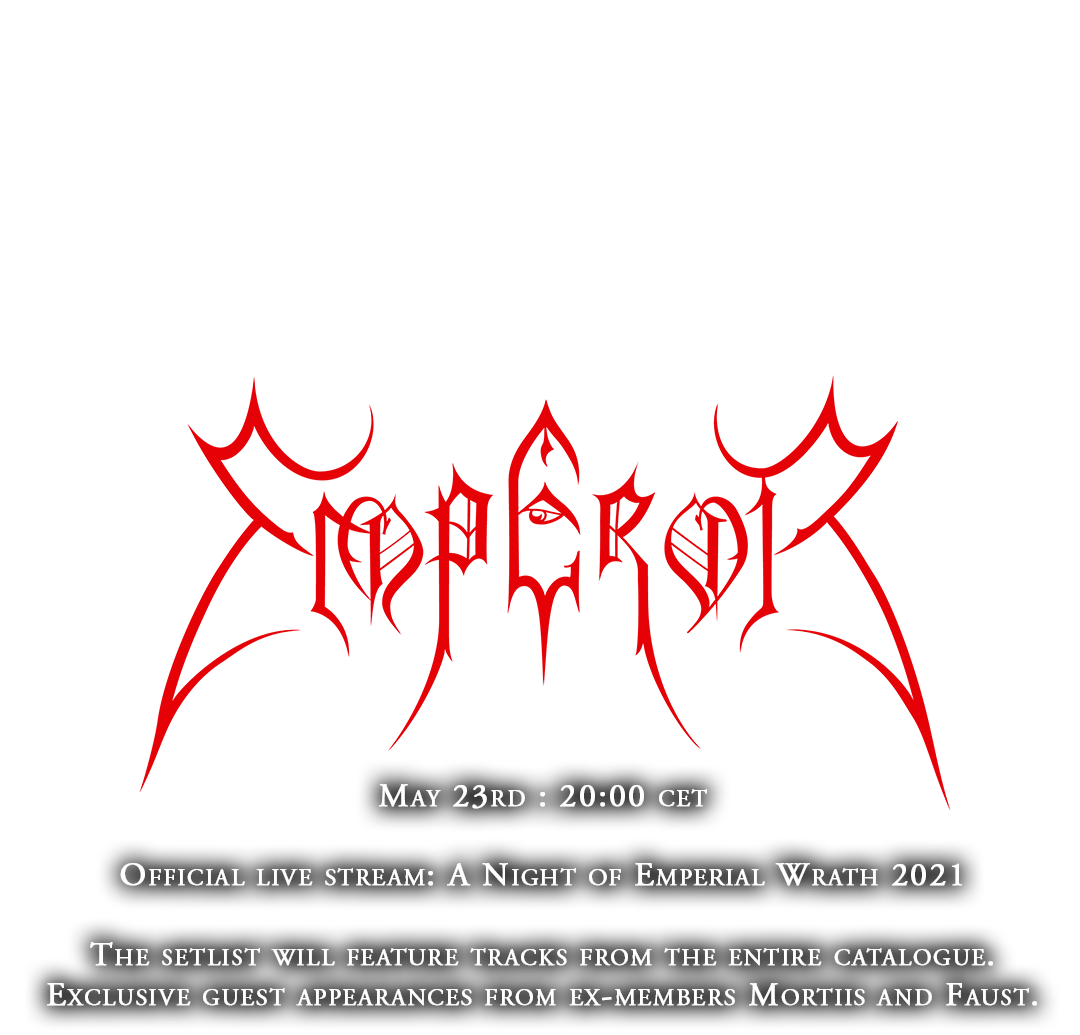 EMPEROR
May 23rd : 20:00 cet
Official live stream: A Night of Emperial Wrath 2021
The setlist will feature tracks from the entire catalogue.
Exclusive guest appearances from ex-members Mortiis and Faust.